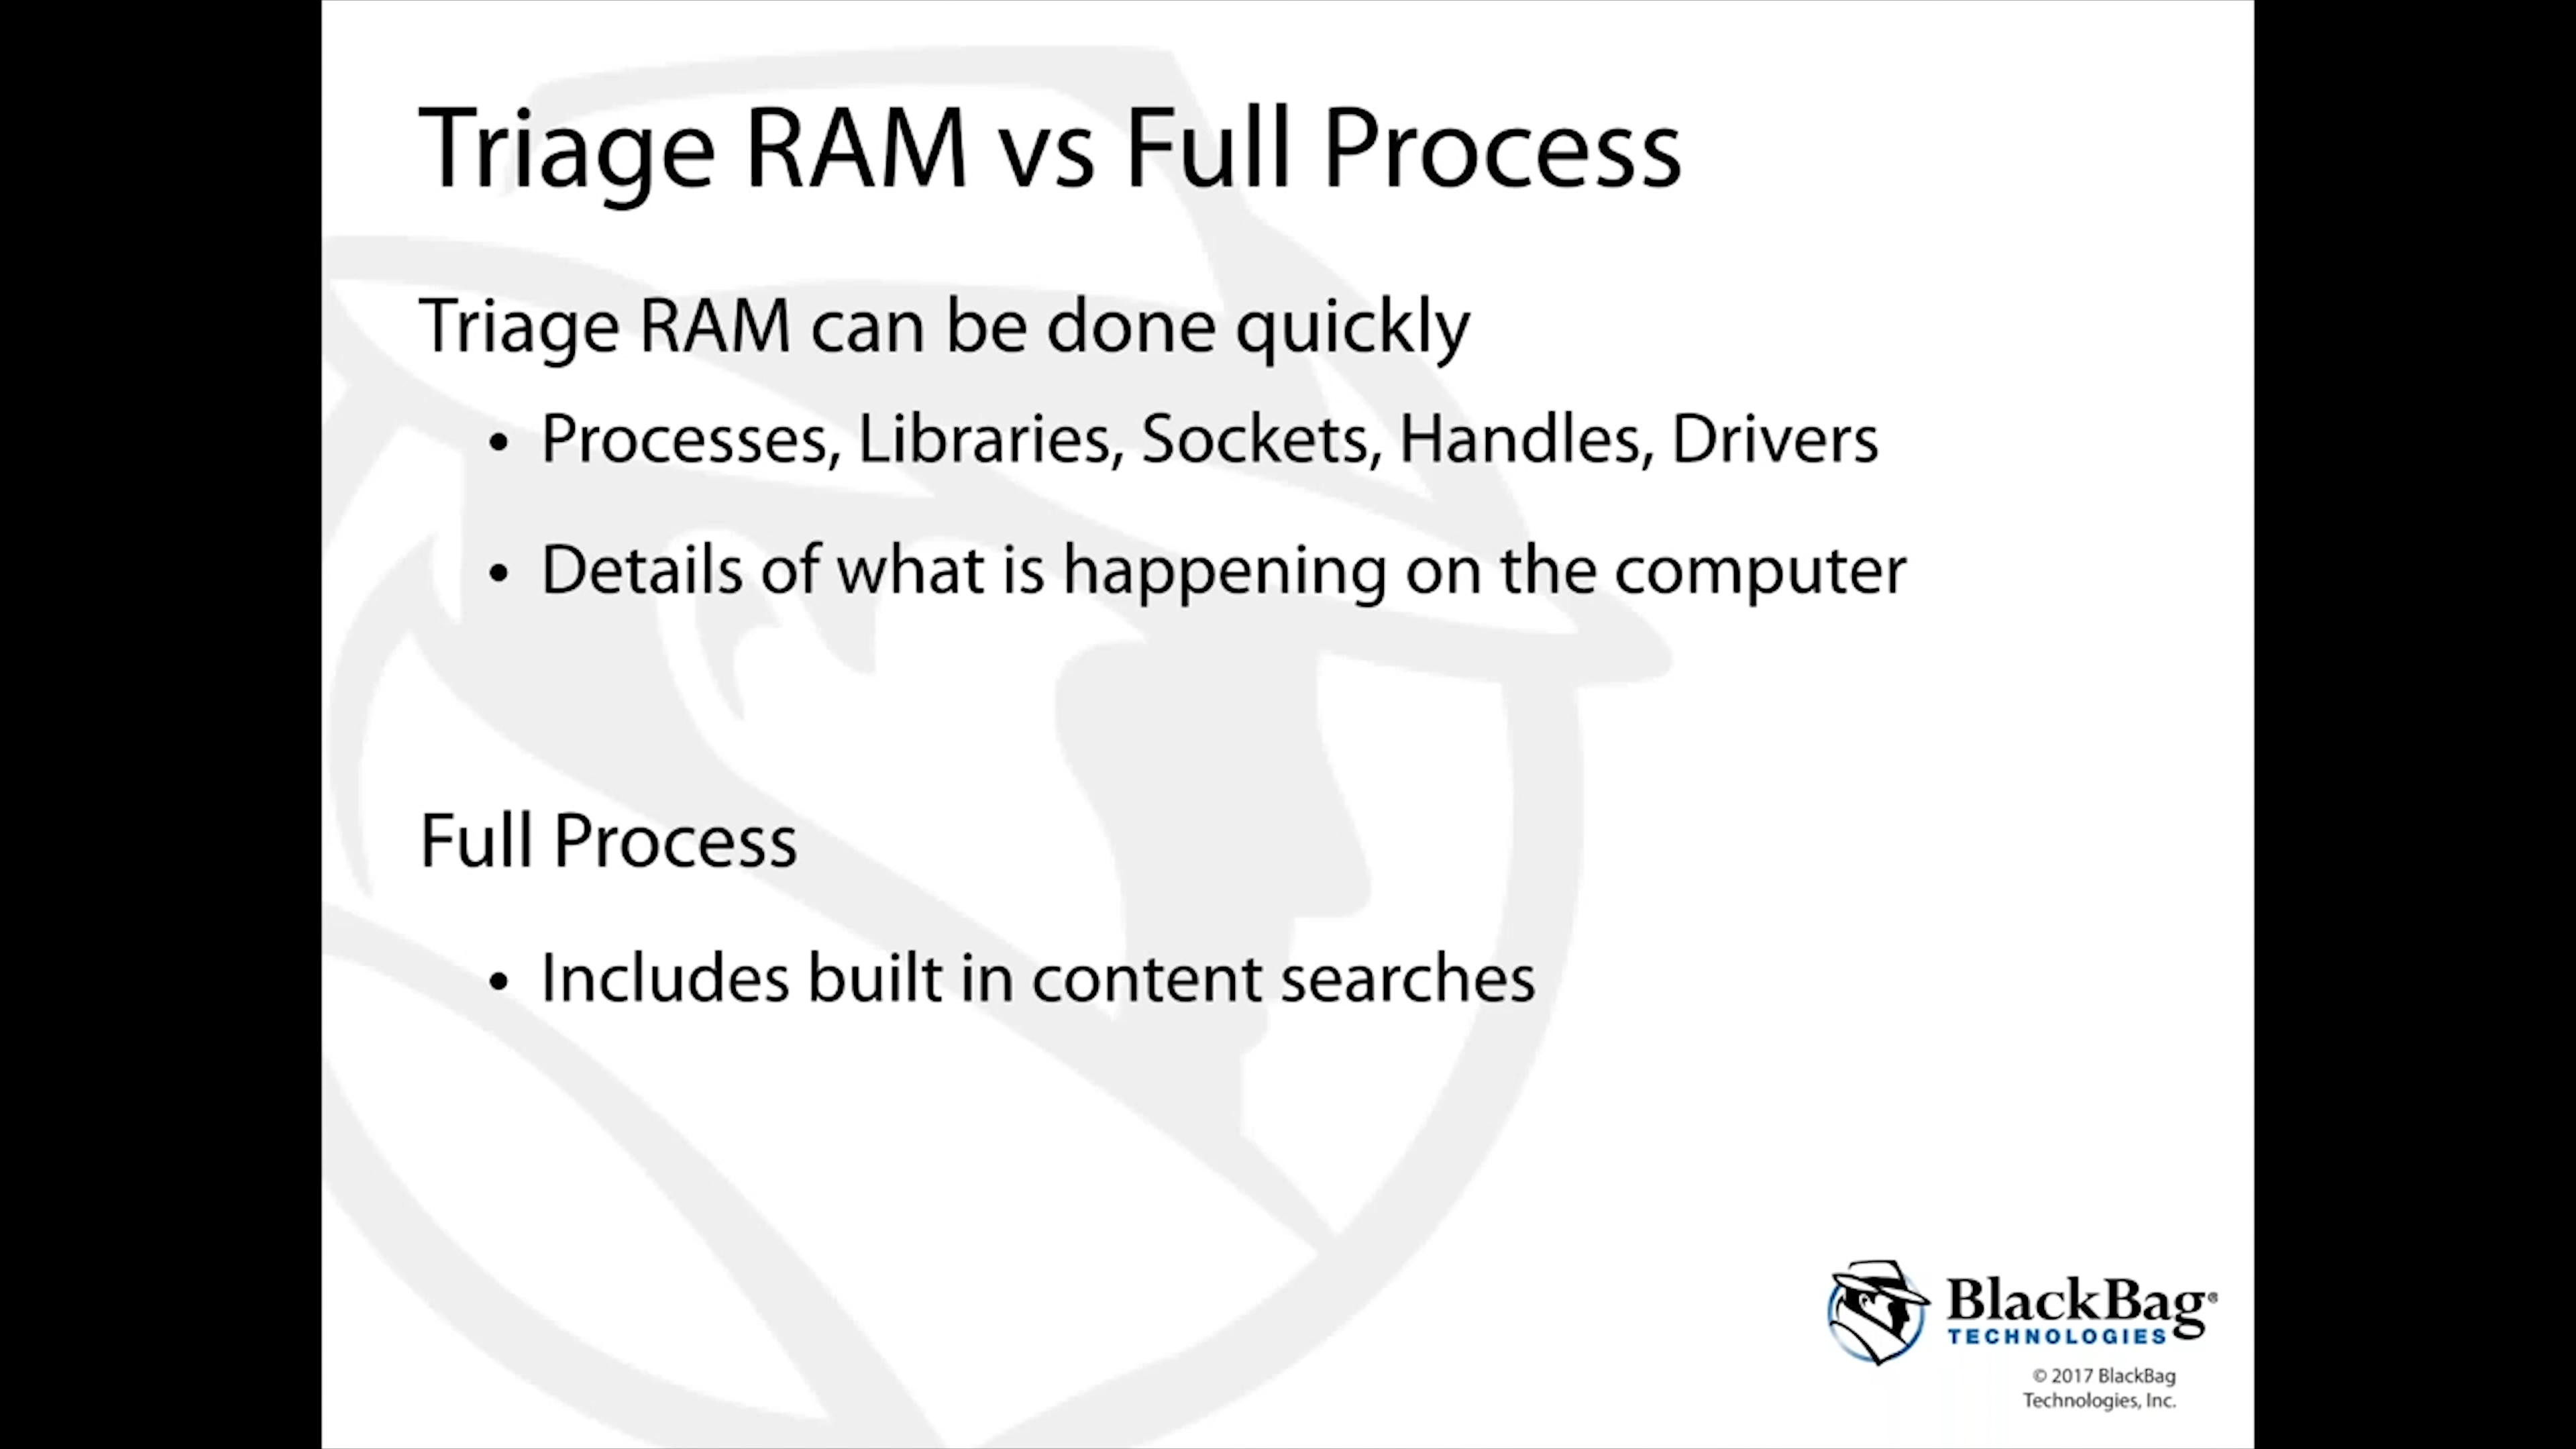 Triage RAM vs Full Process
Triage RAM can be done quickly
• Processes, Libraries, Sockets, Handles, Drivers
• Details of what is happening on the computer
Full Process
• Includes built in content searches
BlackBag®
TECHNOLOGIES
© 2017 BlackBag
Technologies, Inc.